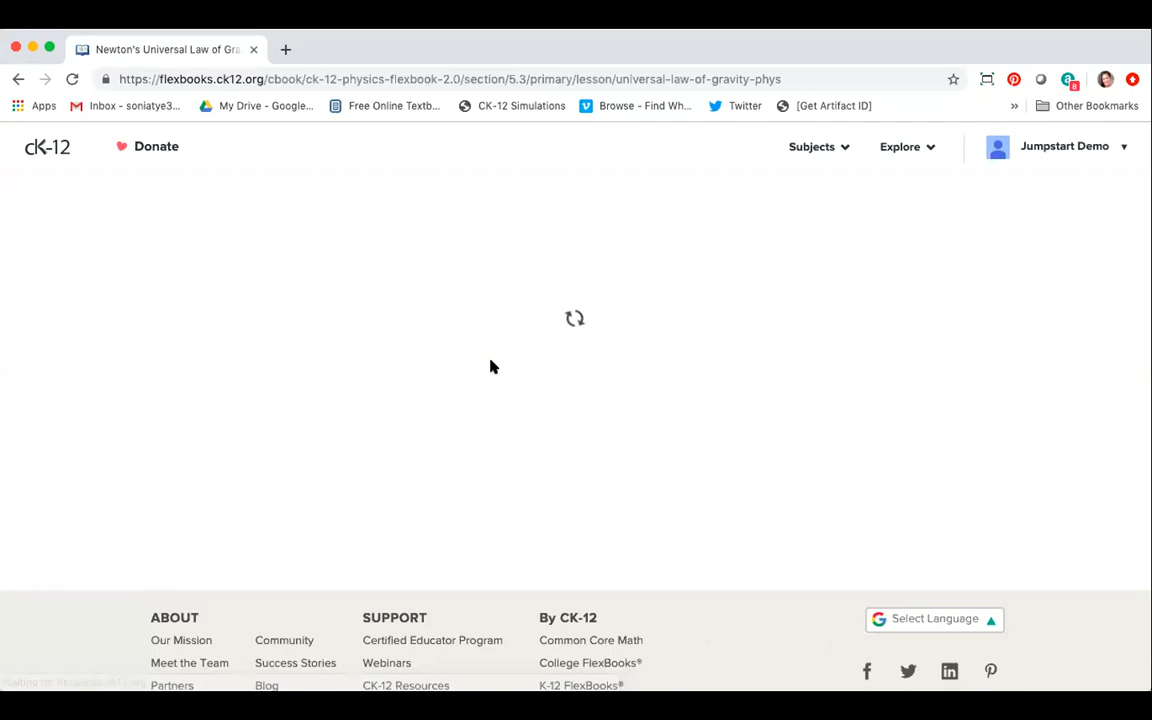 Newton's Universal Law of Gra
https://flexbooks.ck12.org/cbook/ck-12-physics-flexbook-2.0/section/5.3/primary/lesson/universal-law-of-gravity-phys
8
Apps Inbox - soniatye3... My Drive - Google... Free Online Textb... CK-12 Simulations Browse - Find Wh... Twitter [Get Artifact ID] » Other Bookmarks
cK-12 Donate Subjects Explore Jumpstart Demo
ABOUT SUPPORT By CK-12 Select Language
Our Mission Community Certified Educator Program Common Core Math
Meet the Team Success Stories Webinars College FlexBooks®
Partners Blog CK-12 Resources K-12 FlexBooks®